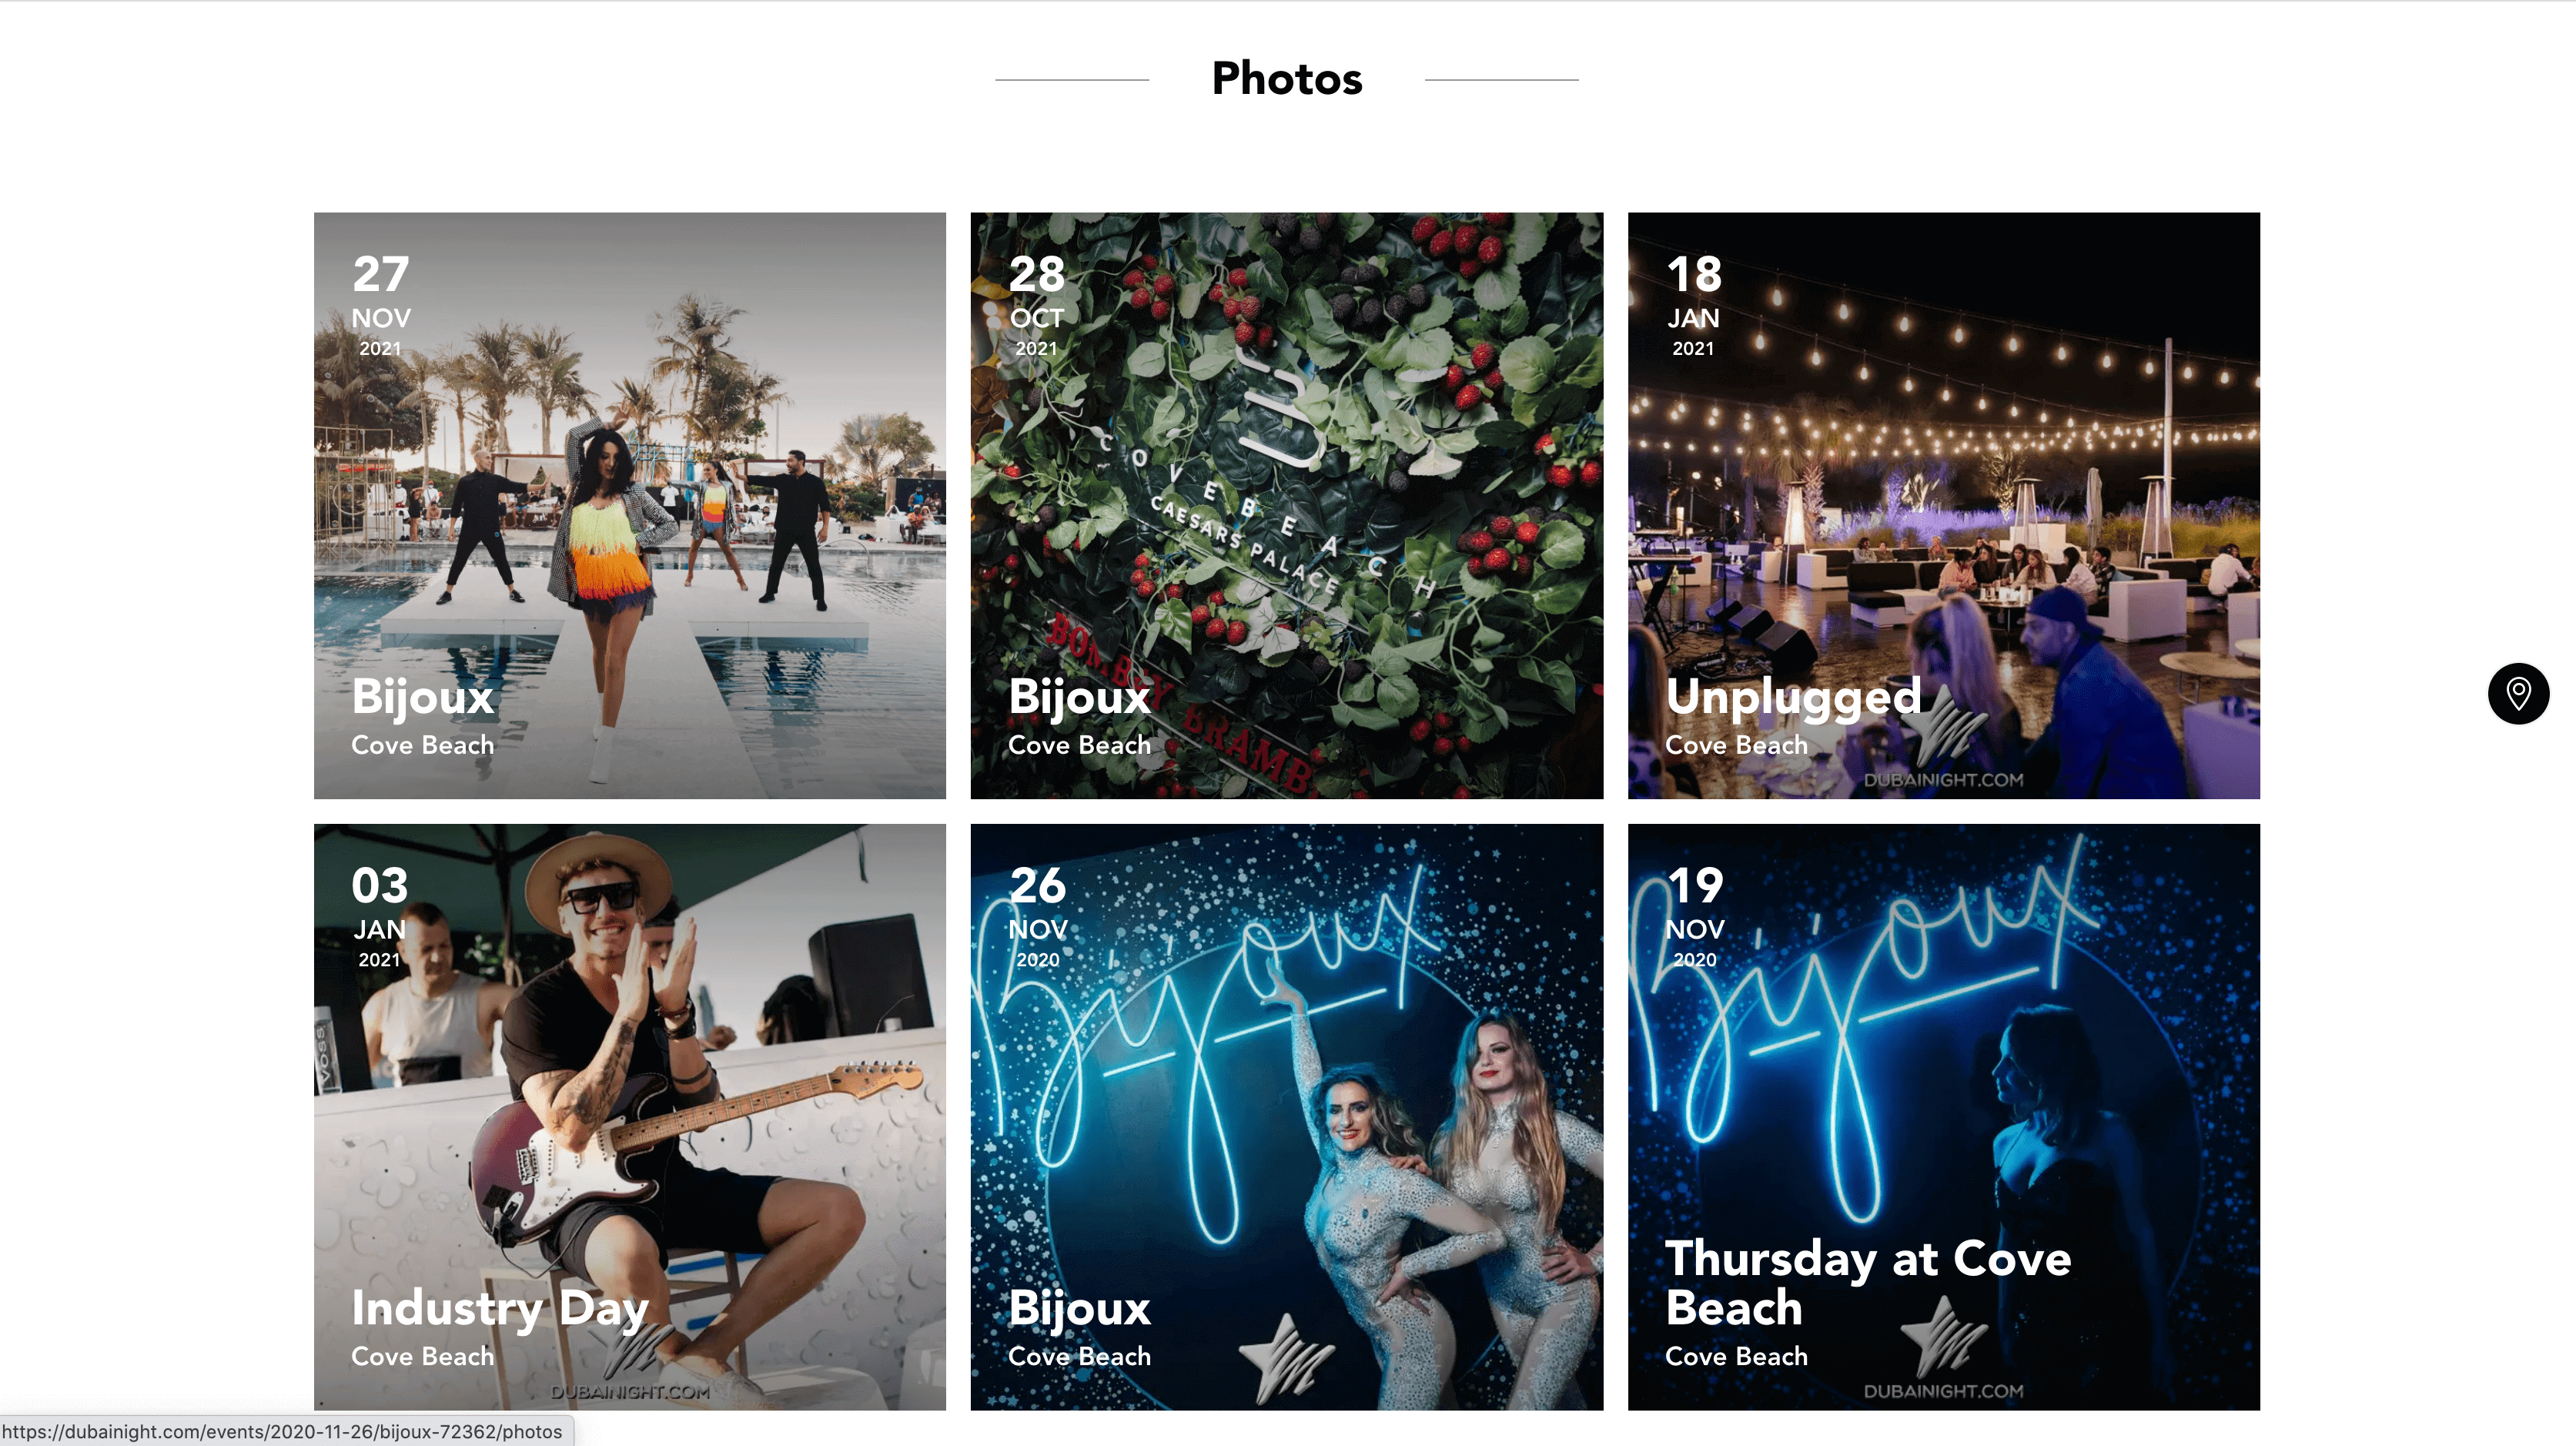 Photos
27
NOV
2021
Bijoux
Cove Beach
28
OCT
2021
COVE BEACH
CAESARS PALACE
BOMBAY BRAMB
Bijoux
Cove Beach
18
JAN
2021
Unplugged
Cove Beach
DUBAINIGHT.COM
03
JAN
2021
VOSS
Industry Day
Cove Beach
DUBAINIGHT.COM
26
NOV
2020
Bijoux
Bijoux
Cove Beach
19
NOV
2020
Bijoux
Thursday at Cove
Beach
Cove Beach
DUBAINIGHT.COM
https://dubainight.com/events/2020-11-26/bijoux-72362/photos